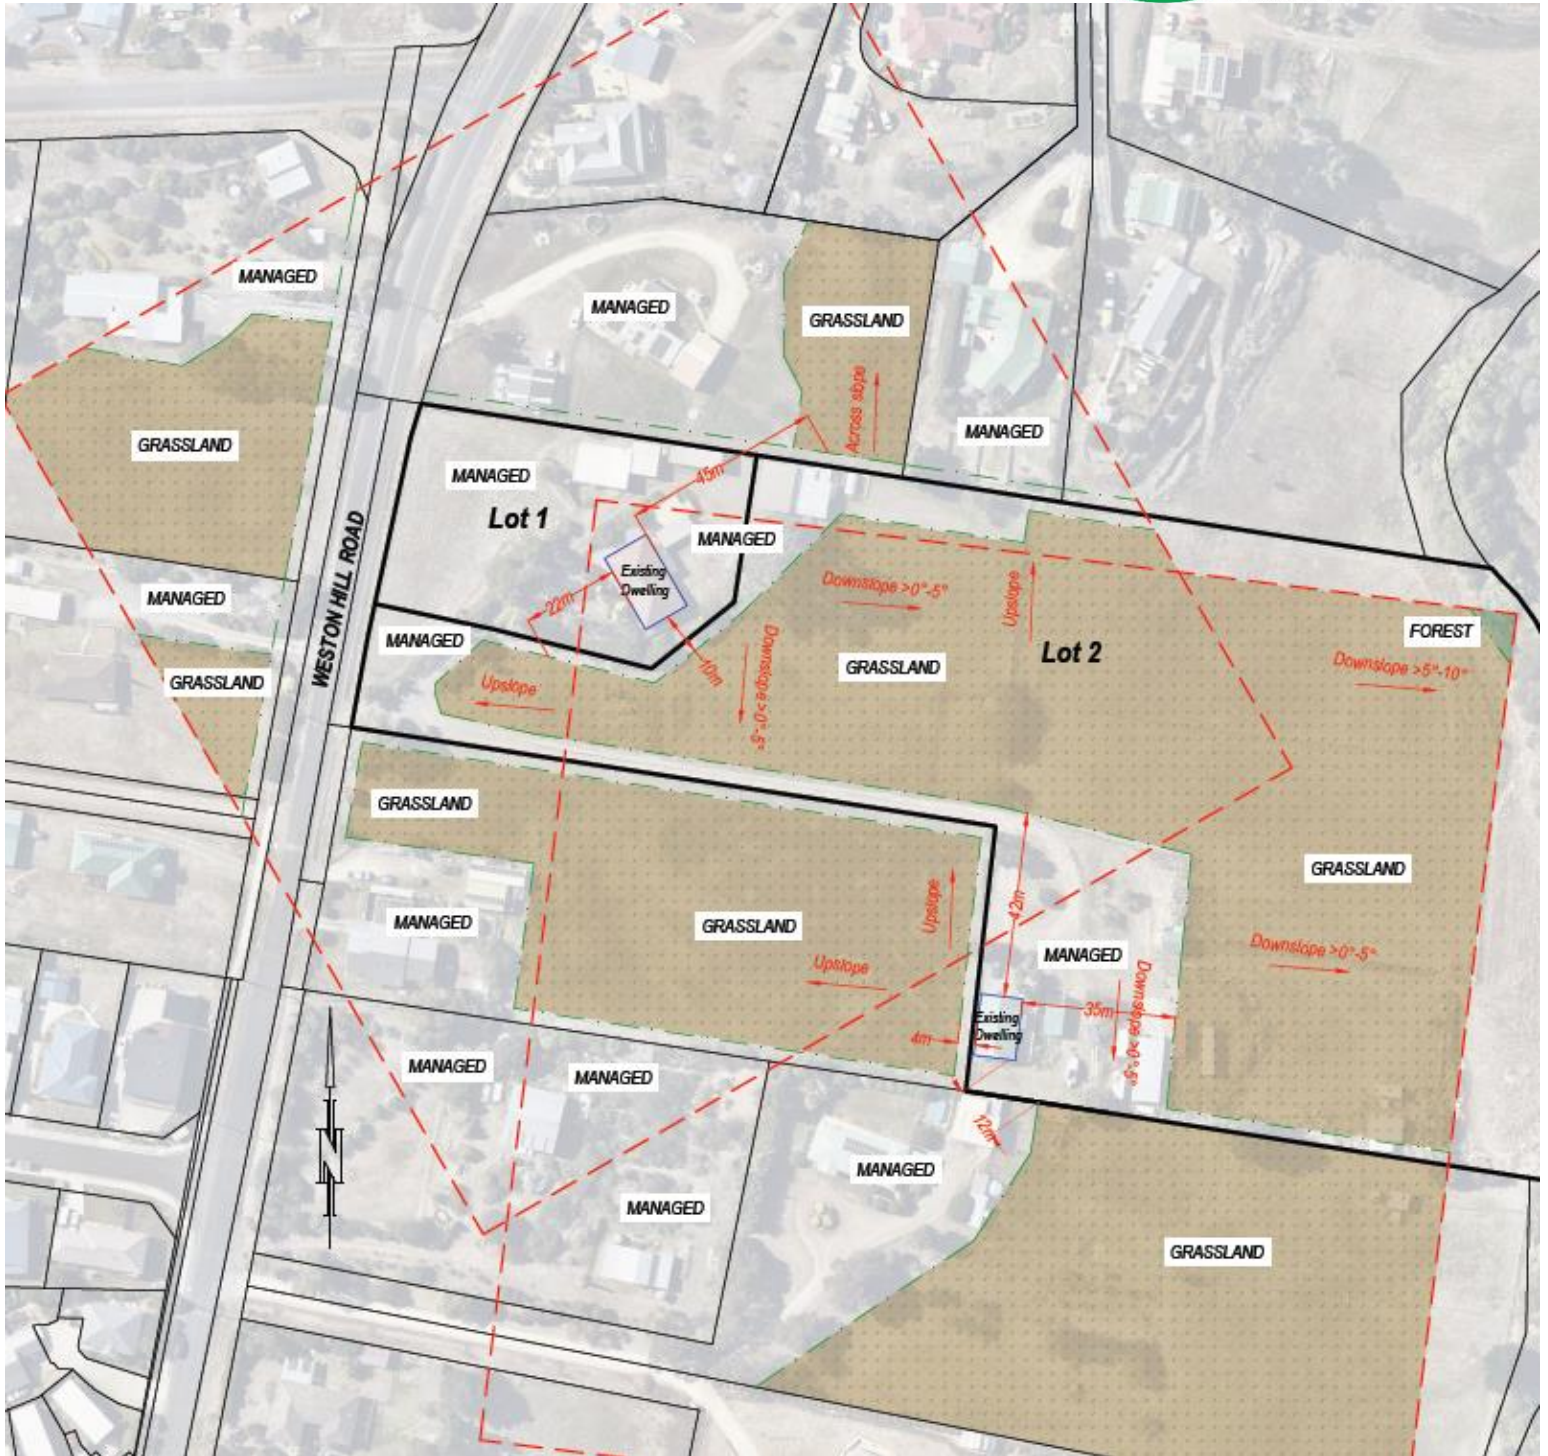 MANAGED
MANAGED
GRASSLAND
GRASSLAND
Across slope
MANAGED
MANAGED
45m
Lot 1
MANAGED
WESTON HILL ROAD
Existing
Dwelling
22m
MANAGED
MANAGED
GRASSLAND
Upslope
10m
Downslope >0°-5°
Downslope >0°-5°
Upslope
Lot 2
GRASSLAND
FOREST
Downslope >5°-10°
GRASSLAND
GRASSLAND
MANAGED
GRASSLAND
Upslope
Upslope
42m
MANAGED
Downslope >0°-5°
Existing
Dwelling
35m
4m
Downslope >0°-5°
MANAGED
MANAGED
MANAGED
N
12m
MANAGED
GRASSLAND